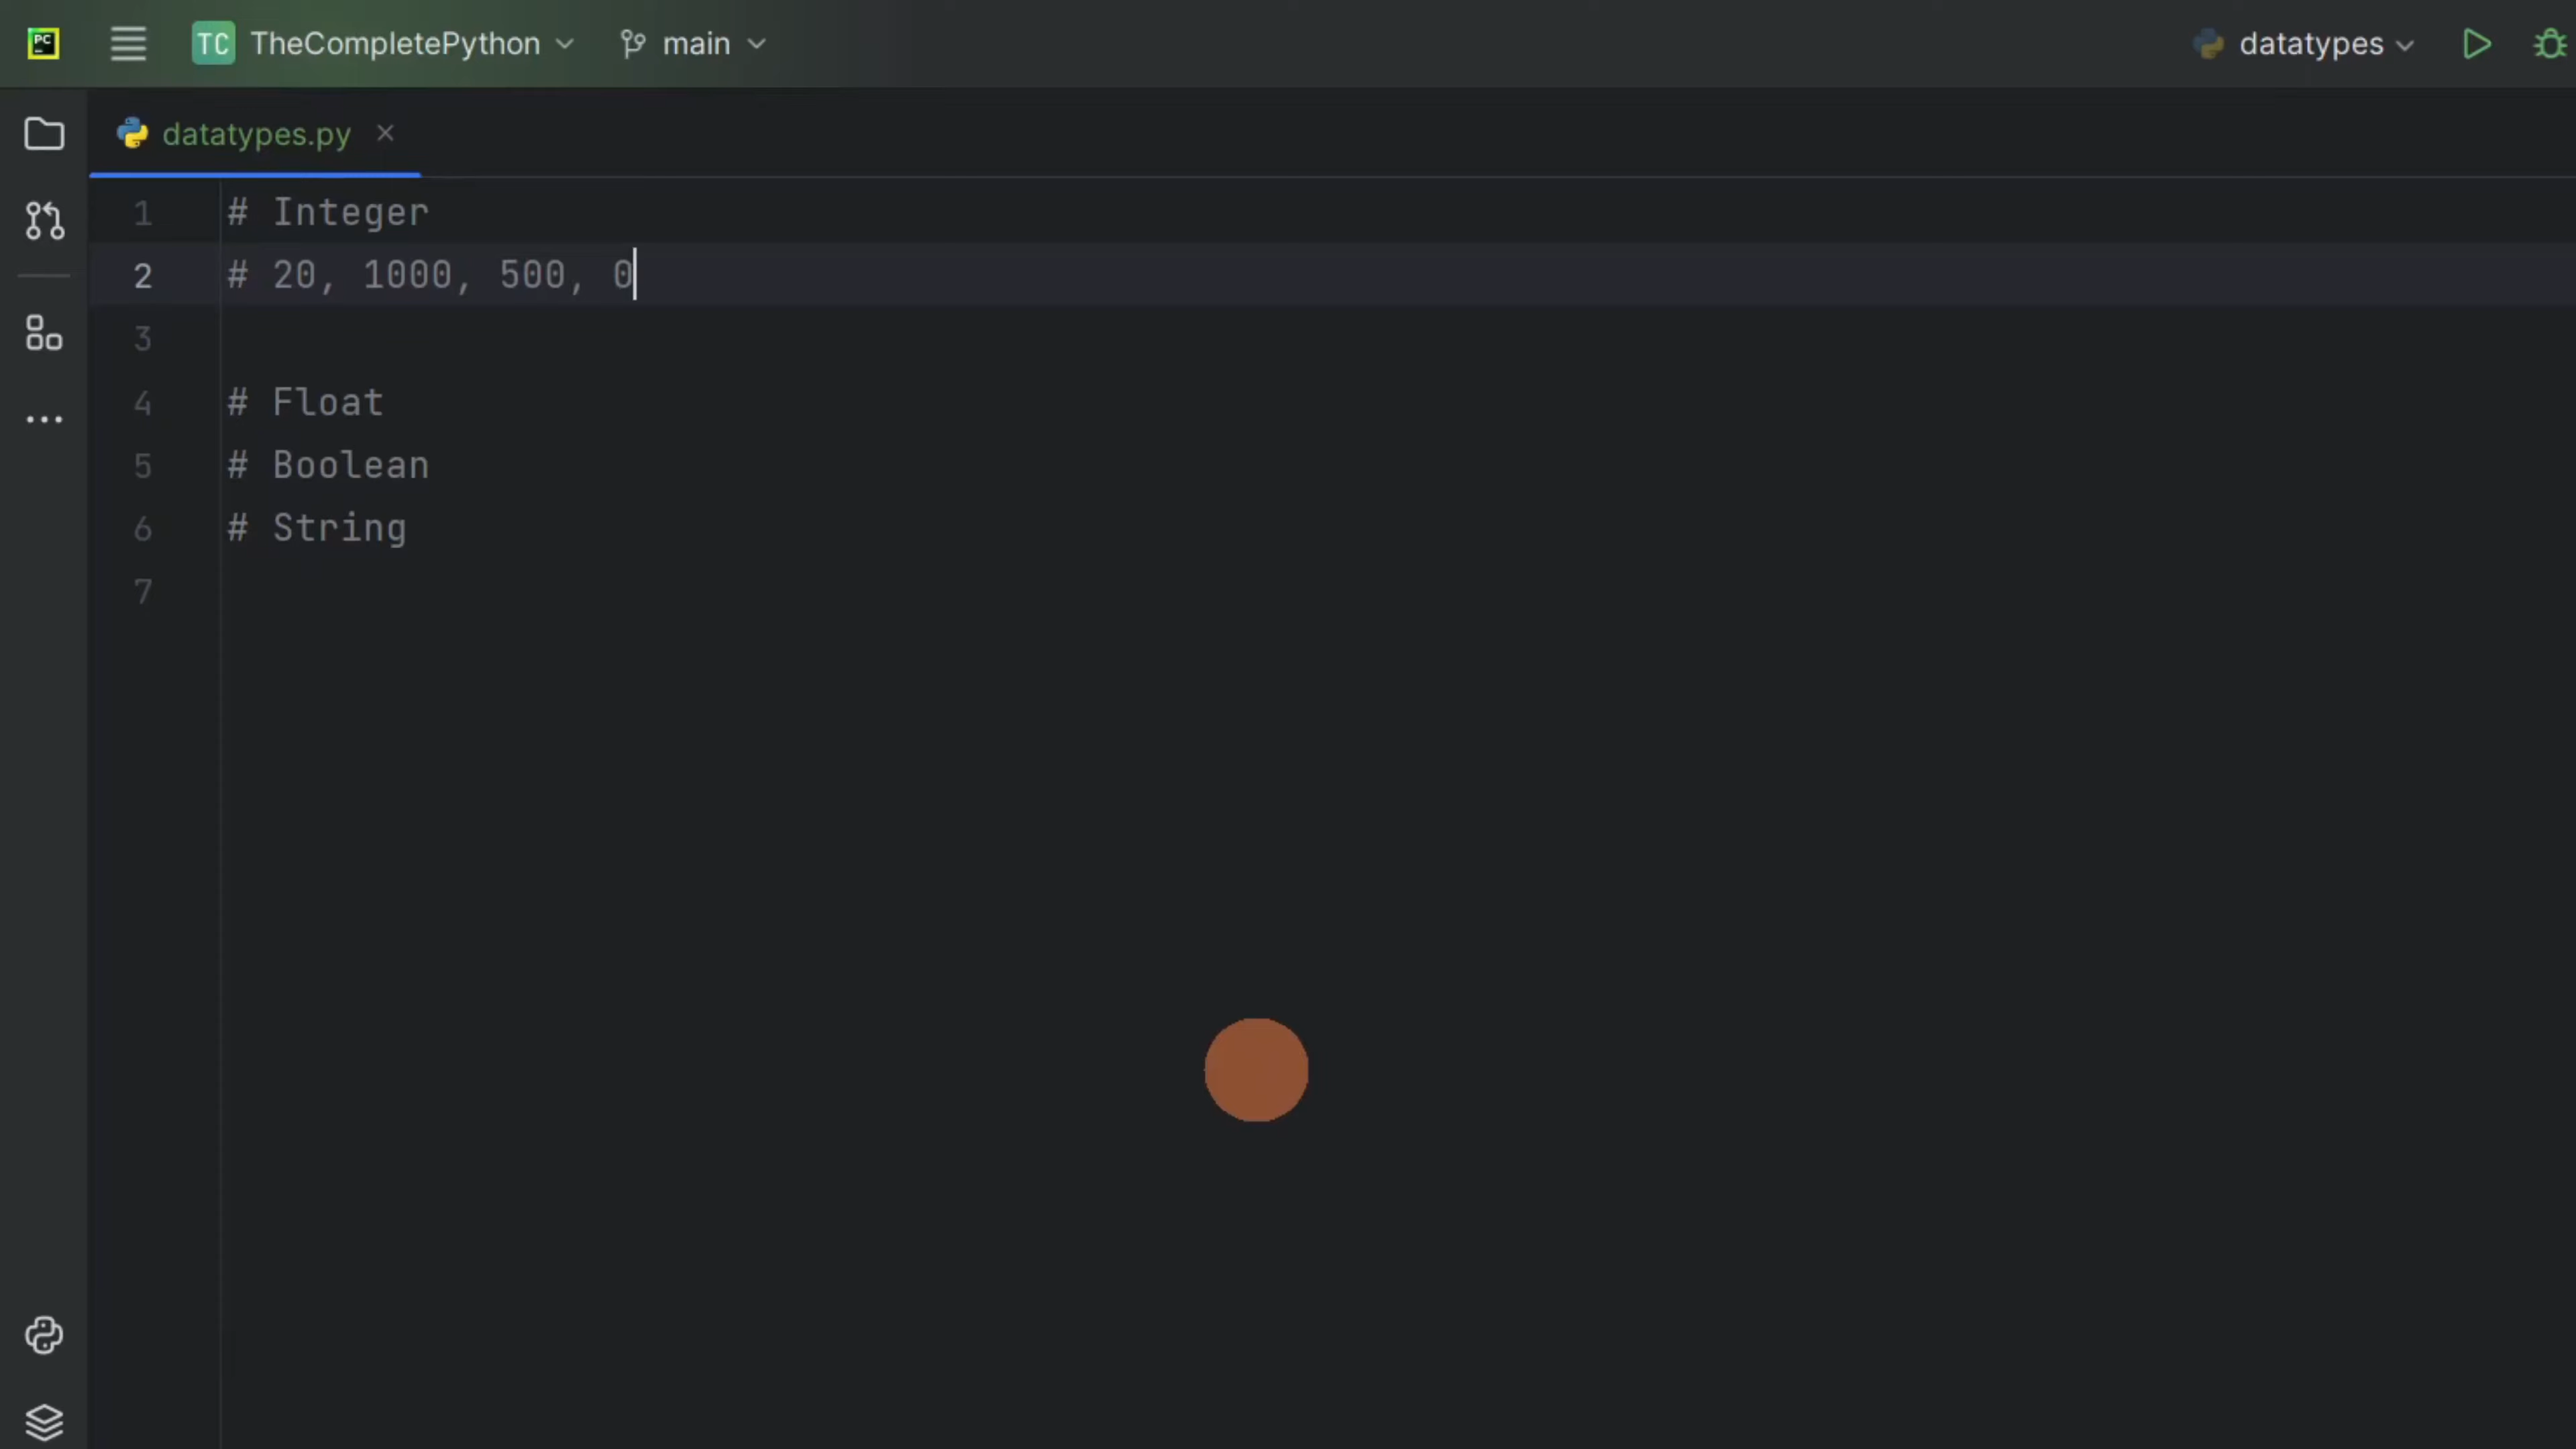 PC TC TheCompletePython main datatypes
datatypes.py
1 # Integer
2 # 20, 1000, 500, 0
3
4 # Float
5 # Boolean
6 # String
7